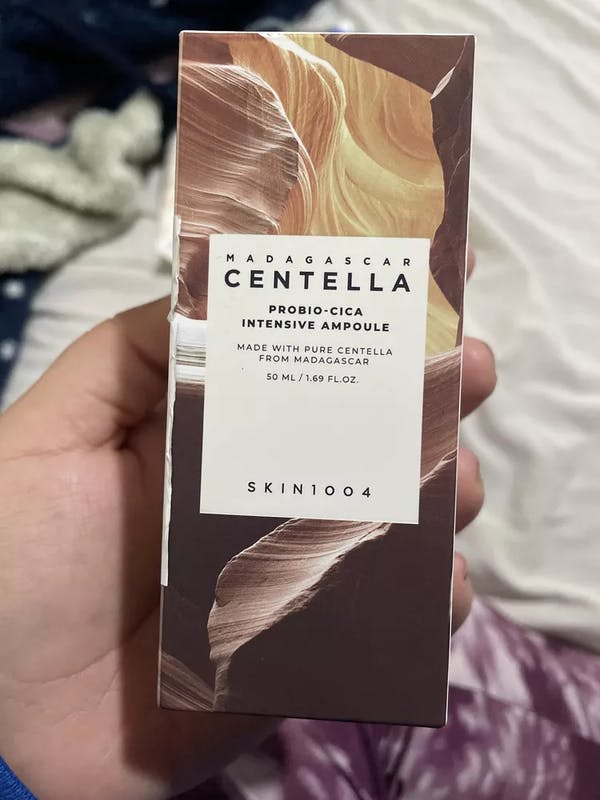 MADAGASCAR
CENTELLA
PROBIO-CICA
INTENSIVE AMPOULE
MADE WITH PURE CENTELLA
FROM MADAGASCAR
50 ML / 1.69 FL.OZ.
SKIN1004